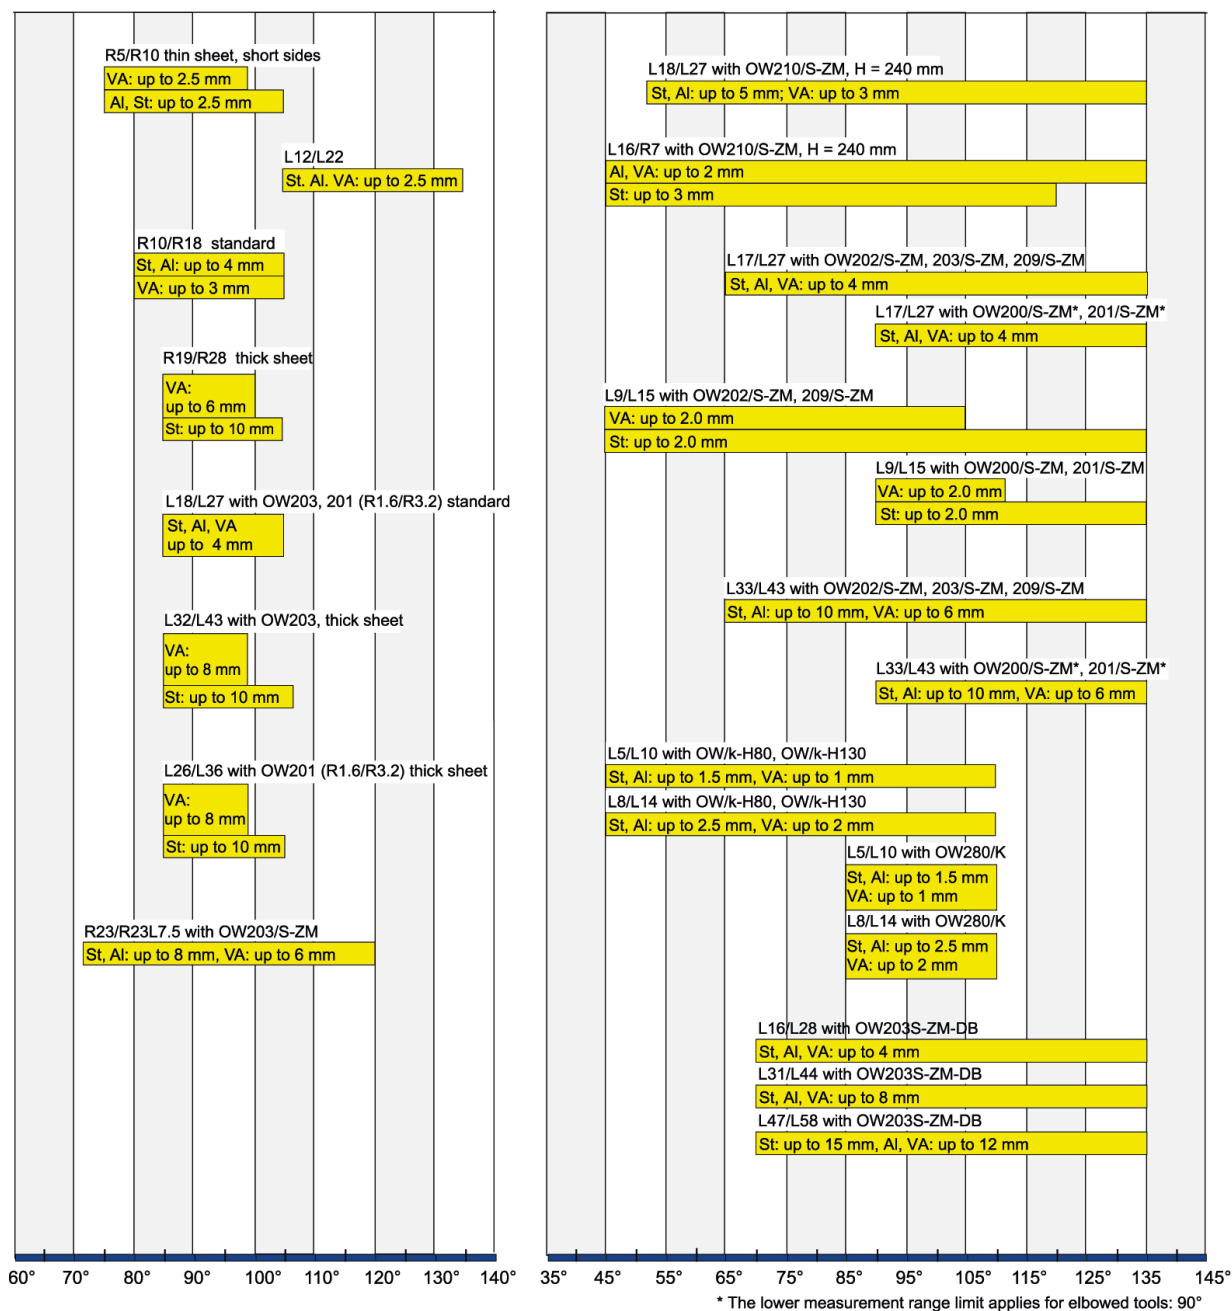 R5/R10 thin sheet, short sides
VA: up to 2.5 mm
Al, St: up to 2.5 mm
L12/L22
St. Al. VA: up to 2.5 mm
R10/R18 standard
St, Al: up to 4 mm
VA: up to 3 mm
R19/R28 thick sheet
VA:
up to 6 mm
St: up to 10 mm
L18/L27 with OW203, 201 (R1.6/R3.2) standard
St, Al, VA
up to 4 mm
L32/L43 with OW203, thick sheet
VA:
up to 8 mm
St: up to 10 mm
L26/L36 with OW201 (R1.6/R3.2) thick sheet
VA:
up to 8 mm
St: up to 10 mm
R23/R23L7.5 with OW203/S-ZM
St, Al: up to 8 mm, VA: up to 6 mm
60° 70° 80° 90° 100° 110° 120° 130° 140°
L18/L27 with OW210/S-ZM, H = 240 mm
St, Al: up to 5 mm; VA: up to 3 mm
L16/R7 with OW210/S-ZM, H = 240 mm
Al, VA: up to 2 mm
St: up to 3 mm
L17/L27 with OW202/S-ZM, 203/S-ZM, 209/S-ZM
St, Al, VA: up to 4 mm
L17/L27 with OW200/S-ZM*, 201/S-ZM*
St, Al, VA: up to 4 mm
L9/L15 with OW202/S-ZM, 209/S-ZM
VA: up to 2.0 mm
St: up to 2.0 mm
L9/L15 with OW200/S-ZM, 201/S-ZM
VA: up to 2.0 mm
St: up to 2.0 mm
L33/L43 with OW202/S-ZM, 203/S-ZM, 209/S-ZM
St, Al: up to 10 mm, VA: up to 6 mm
L33/L43 with OW200/S-ZM*, 201/S-ZM*
St, Al: up to 10 mm, VA: up to 6 mm
L5/L10 with OW/k-H80, OW/k-H130
St, Al: up to 1.5 mm, VA: up to 1 mm
L8/L14 with OW/k-H80, OW/k-H130
St, Al: up to 2.5 mm, VA: up to 2 mm
L5/L10 with OW280/K
St, Al: up to 1.5 mm
VA: up to 1 mm
L8/L14 with OW280/K
St, Al: up to 2.5 mm
VA: up to 2 mm
L16/L28 with OW203S-ZM-DB
St, Al, VA: up to 4 mm
L31/L44 with OW203S-ZM-DB
St, Al, VA: up to 8 mm
L47/L58 with OW203S-ZM-DB
St: up to 15 mm, Al, VA: up to 12 mm
35° 45° 55° 65° 75° 85° 95° 105° 115° 125° 135° 145°
* The lower measurement range limit applies for elbowed tools: 90°